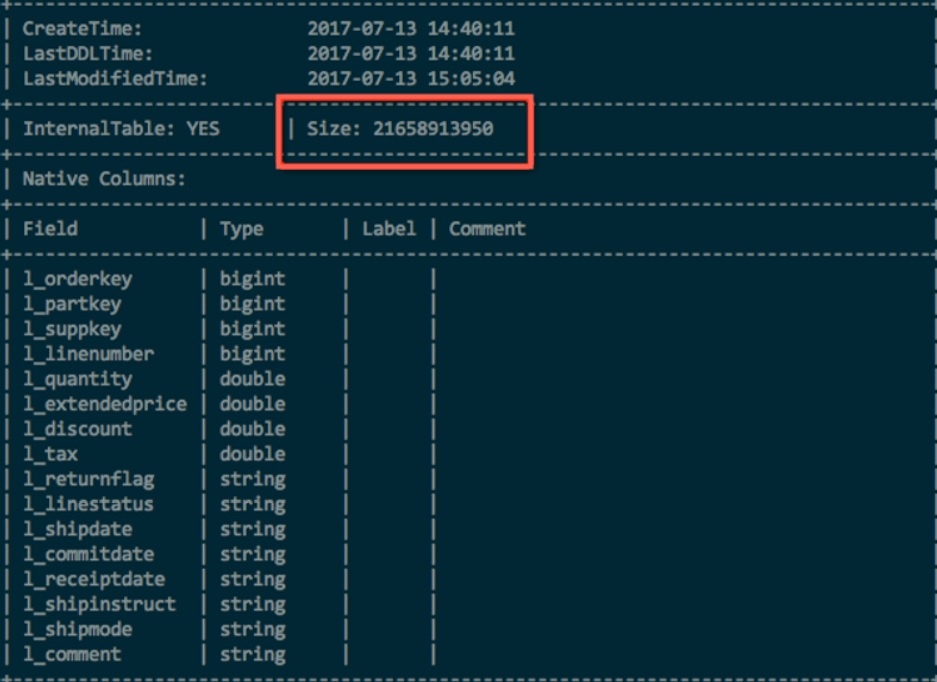 | CreateTime: 2017-07-13 14:40:11
| LastDDLTime: 2017-07-13 14:40:11
| LastModifiedTime: 2017-07-13 15:05:04
| InternalTable: YES | Size: 21658913950
| Native Columns:
| Field | Type | Label | Comment
| l_orderkey | bigint | |
| l_partkey | bigint | |
| l_suppkey | bigint | |
| l_linenumber | bigint | |
| l_quantity | double | |
| l_extendedprice | double | |
| l_discount | double | |
| l_tax | double | |
| l_returnflag | string | |
| l_linestatus | string | |
| l_shipdate | string | |
| l_commitdate | string | |
| l_receiptdate | string | |
| l_shipinstruct | string | |
| l_shipmode | string | |
| l_comment | string | |